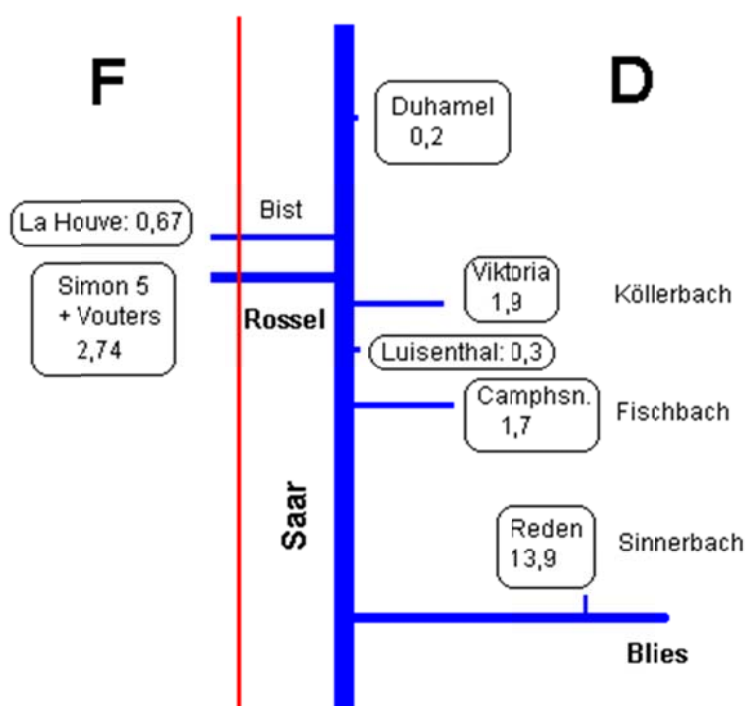 F
D
Duhamel
0,2
La Houve: 0,67
Bist
Simon 5
+ Vouters
2,74
Rossel
Viktoria
1,9
Köllerbach
Luisenthal: 0,3
Camphsn.
1,7
Fischbach
Saar
Reden
13,9
Sinnerbach
Blies